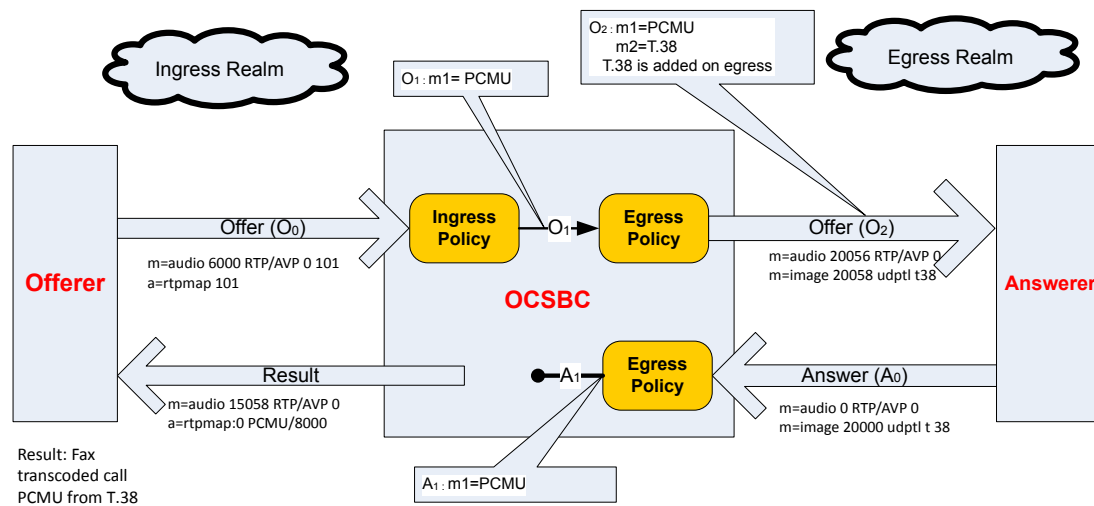 O2 : m1=PCMU
m2=T.38
T.38 is added on egress
Ingress Realm
O1 : m1= PCMU
Egress Realm
Ingress
Policy
O1
Egress
Policy
Offer (O0)
Offer (O2)
m=audio 6000 RTP/AVP 0 101
a=rtpmap 101
m=audio 20056 RTP/AVP 0
m=image 20058 udptl t38
Offerer
OCSBC
Answerer
Result
A1
Egress
Policy
Answer (A0)
m=audio 15058 RTP/AVP 0
a=rtpmap:0 PCMU/8000
m=audio 0 RTP/AVP 0
m=image 20000 udptl t 38
Result: Fax
transcoded call
PCMU from T.38
A1 : m1=PCMU